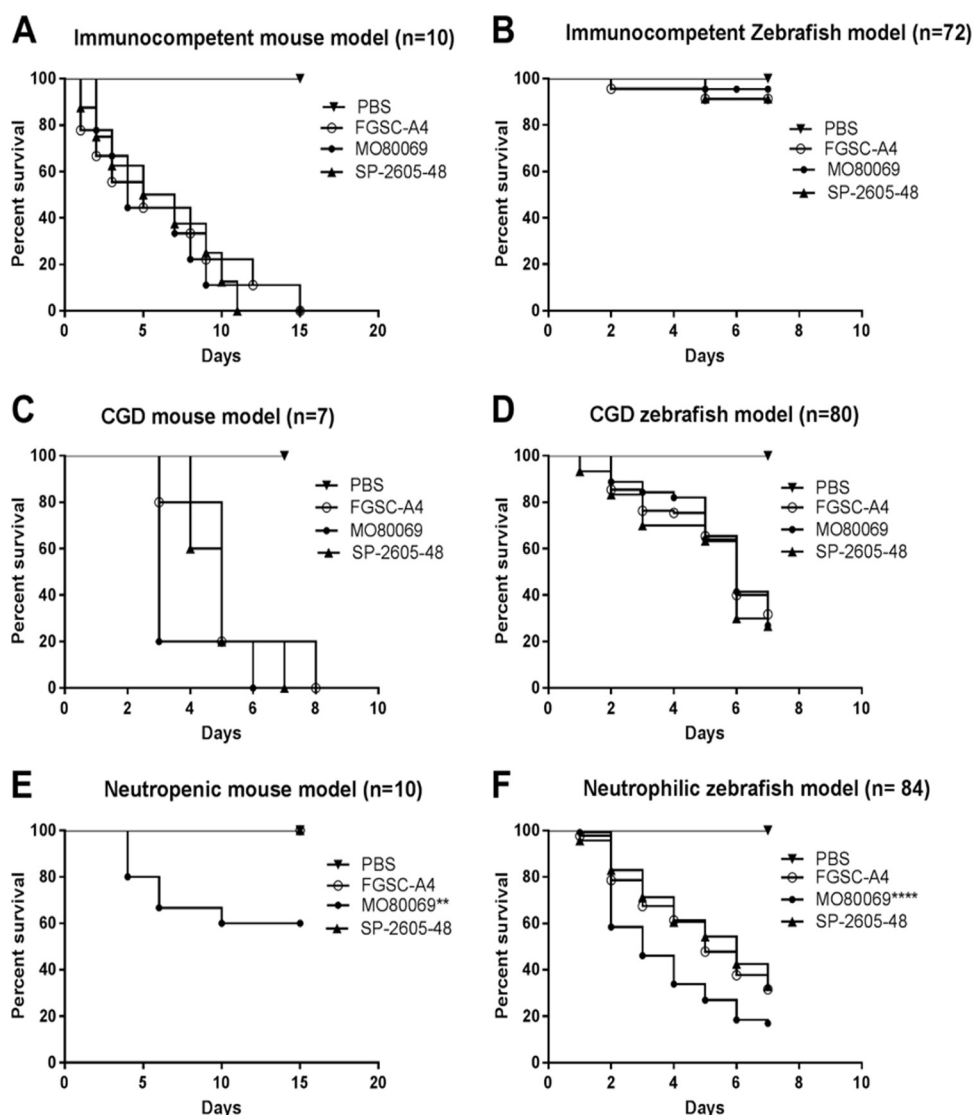 A
Immunocompetent mouse model (n=10)
Percent survival
100
80
60
40
20
0
0 5 10 15 20
Days
PBS
FGSC-A4
MO80069
SP-2605-48
B
Immunocompetent Zebrafish model (n=72)
Percent survival
100
80
60
40
20
0
0 2 4 6 8 10
Days
PBS
FGSC-A4
MO80069
SP-2605-48
C
CGD mouse model (n=7)
Percent survival
100
80
60
40
20
0
0 2 4 6 8 10
Days
PBS
FGSC-A4
MO80069
SP-2605-48
D
CGD zebrafish model (n=80)
Percent survival
100
80
60
40
20
0
0 2 4 6 8 10
Days
PBS
FGSC-A4
MO80069
SP-2605-48
E
Neutropenic mouse model (n=10)
Percent survival
100
80
60
40
20
0
0 5 10 15 20
Days
PBS
FGSC-A4
MO80069**
SP-2605-48
F
Neutrophilic zebrafish model (n= 84)
Percent survival
100
80
60
40
20
0
0 2 4 6 8 10
Days
PBS
FGSC-A4
MO80069****
SP-2605-48